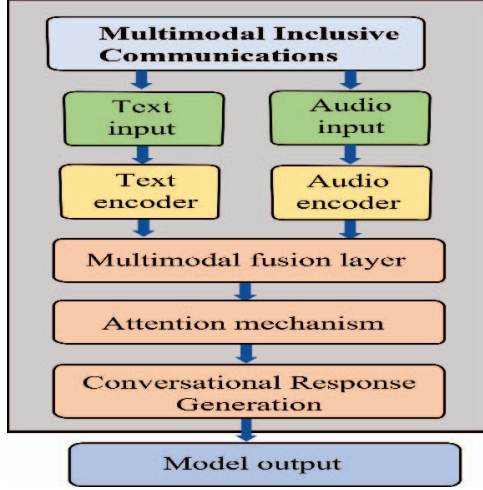 Multimodal Inclusive
Communications
Text
input
Audio
input
Text
encoder
Audio
encoder
Multimodal fusion layer
Attention mechanism
Conversational Response
Generation
Model output